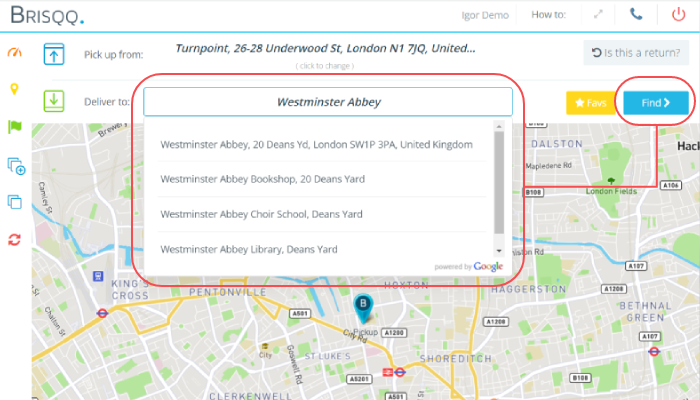 BRISQQ.
Igor Demo
How to:
Pick up from:
Turnpoint, 26-28 Underwood St, London N1 7JQ, United...
( click to change )
Is this a return?
Deliver to:
Westminster Abbey
Favs
Find
Westminster Abbey, 20 Deans Yd, London SW1P 3PA, United Kingdom
Westminster Abbey Bookshop, 20 Deans Yard
Westminster Abbey Choir School, Deans Yard
Westminster Abbey Library, Deans Yard
powered by Google
DALSTON
Hack
Mapledene Rd
A106
B108
London Fields
Camley St
A107
KING'S
CROSS
PENTONVILLE
HOXTON
HAGGERSTON
A1208
BETHNAL
GREEN
Caledonian St
A501
B
Pickup
City Rd
A1200
A1208
A107
City
Goswell Rd
ST LUKE'S
SHOREDITCH
A5201
B108
CLERKENWELL